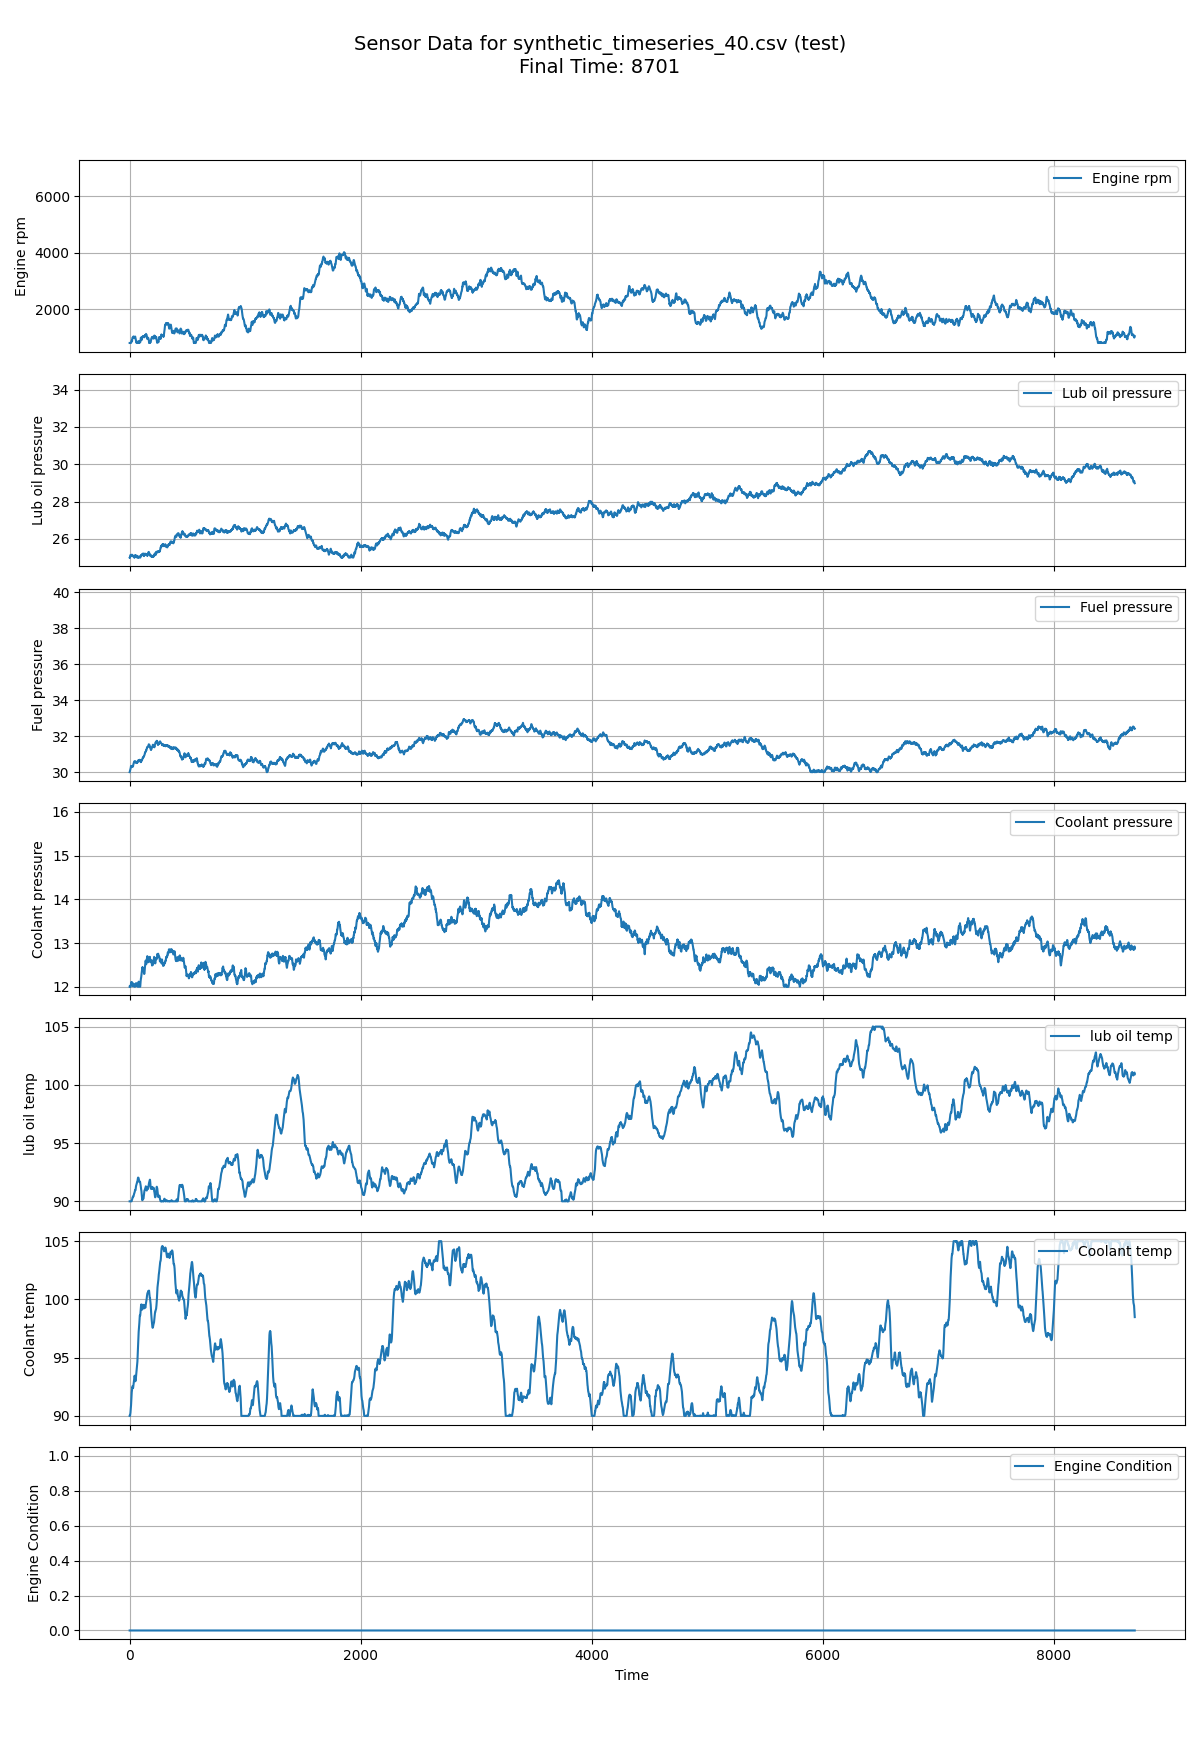 Sensor Data for synthetic_timeseries_40.csv (test)
Final Time: 8701
Engine rpm
6000
4000
2000
Engine rpm
Lub oil pressure
34
32
30
28
26
Lub oil pressure
Fuel pressure
40
38
36
34
32
30
Fuel pressure
Coolant pressure
16
15
14
13
12
Coolant pressure
lub oil temp
105
100
95
90
lub oil temp
Coolant temp
105
100
95
90
Coolant temp
Engine Condition
1.0
0.8
0.6
0.4
0.2
0.0
Engine Condition
0 2000 4000 6000 8000
Time